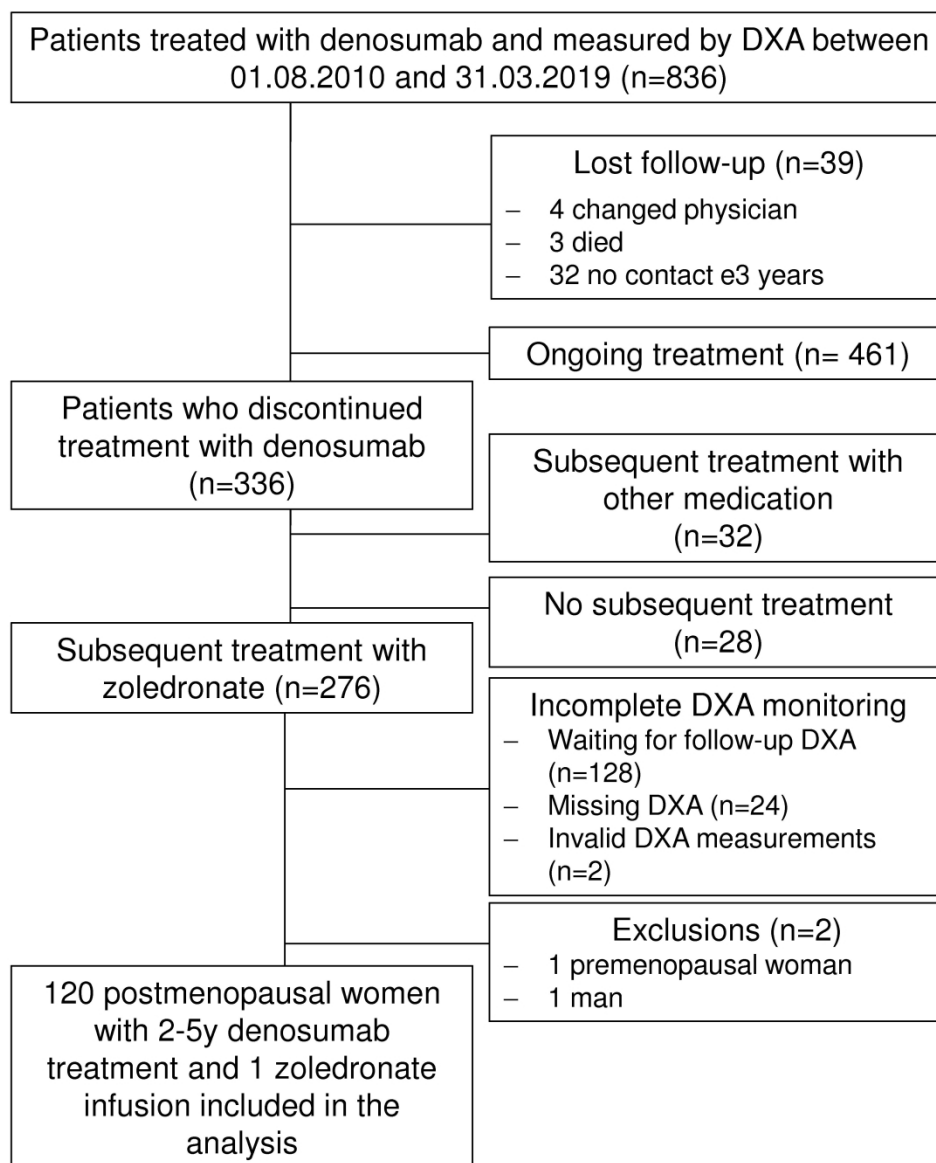 Patients treated with denosumab and measured by DXA between
01.08.2010 and 31.03.2019 (n=836)
Lost follow-up (n=39)
– 4 changed physician
– 3 died
– 32 no contact e3 years
Ongoing treatment (n= 461)
Patients who discontinued
treatment with denosumab
(n=336)
Subsequent treatment with
other medication
(n=32)
No subsequent treatment
(n=28)
Subsequent treatment with
zoledronate (n=276)
Incomplete DXA monitoring
– Waiting for follow-up DXA
(n=128)
– Missing DXA (n=24)
– Invalid DXA measurements
(n=2)
Exclusions (n=2)
– 1 premenopausal woman
– 1 man
120 postmenopausal women
with 2-5y denosumab
treatment and 1 zoledronate
infusion included in the
analysis